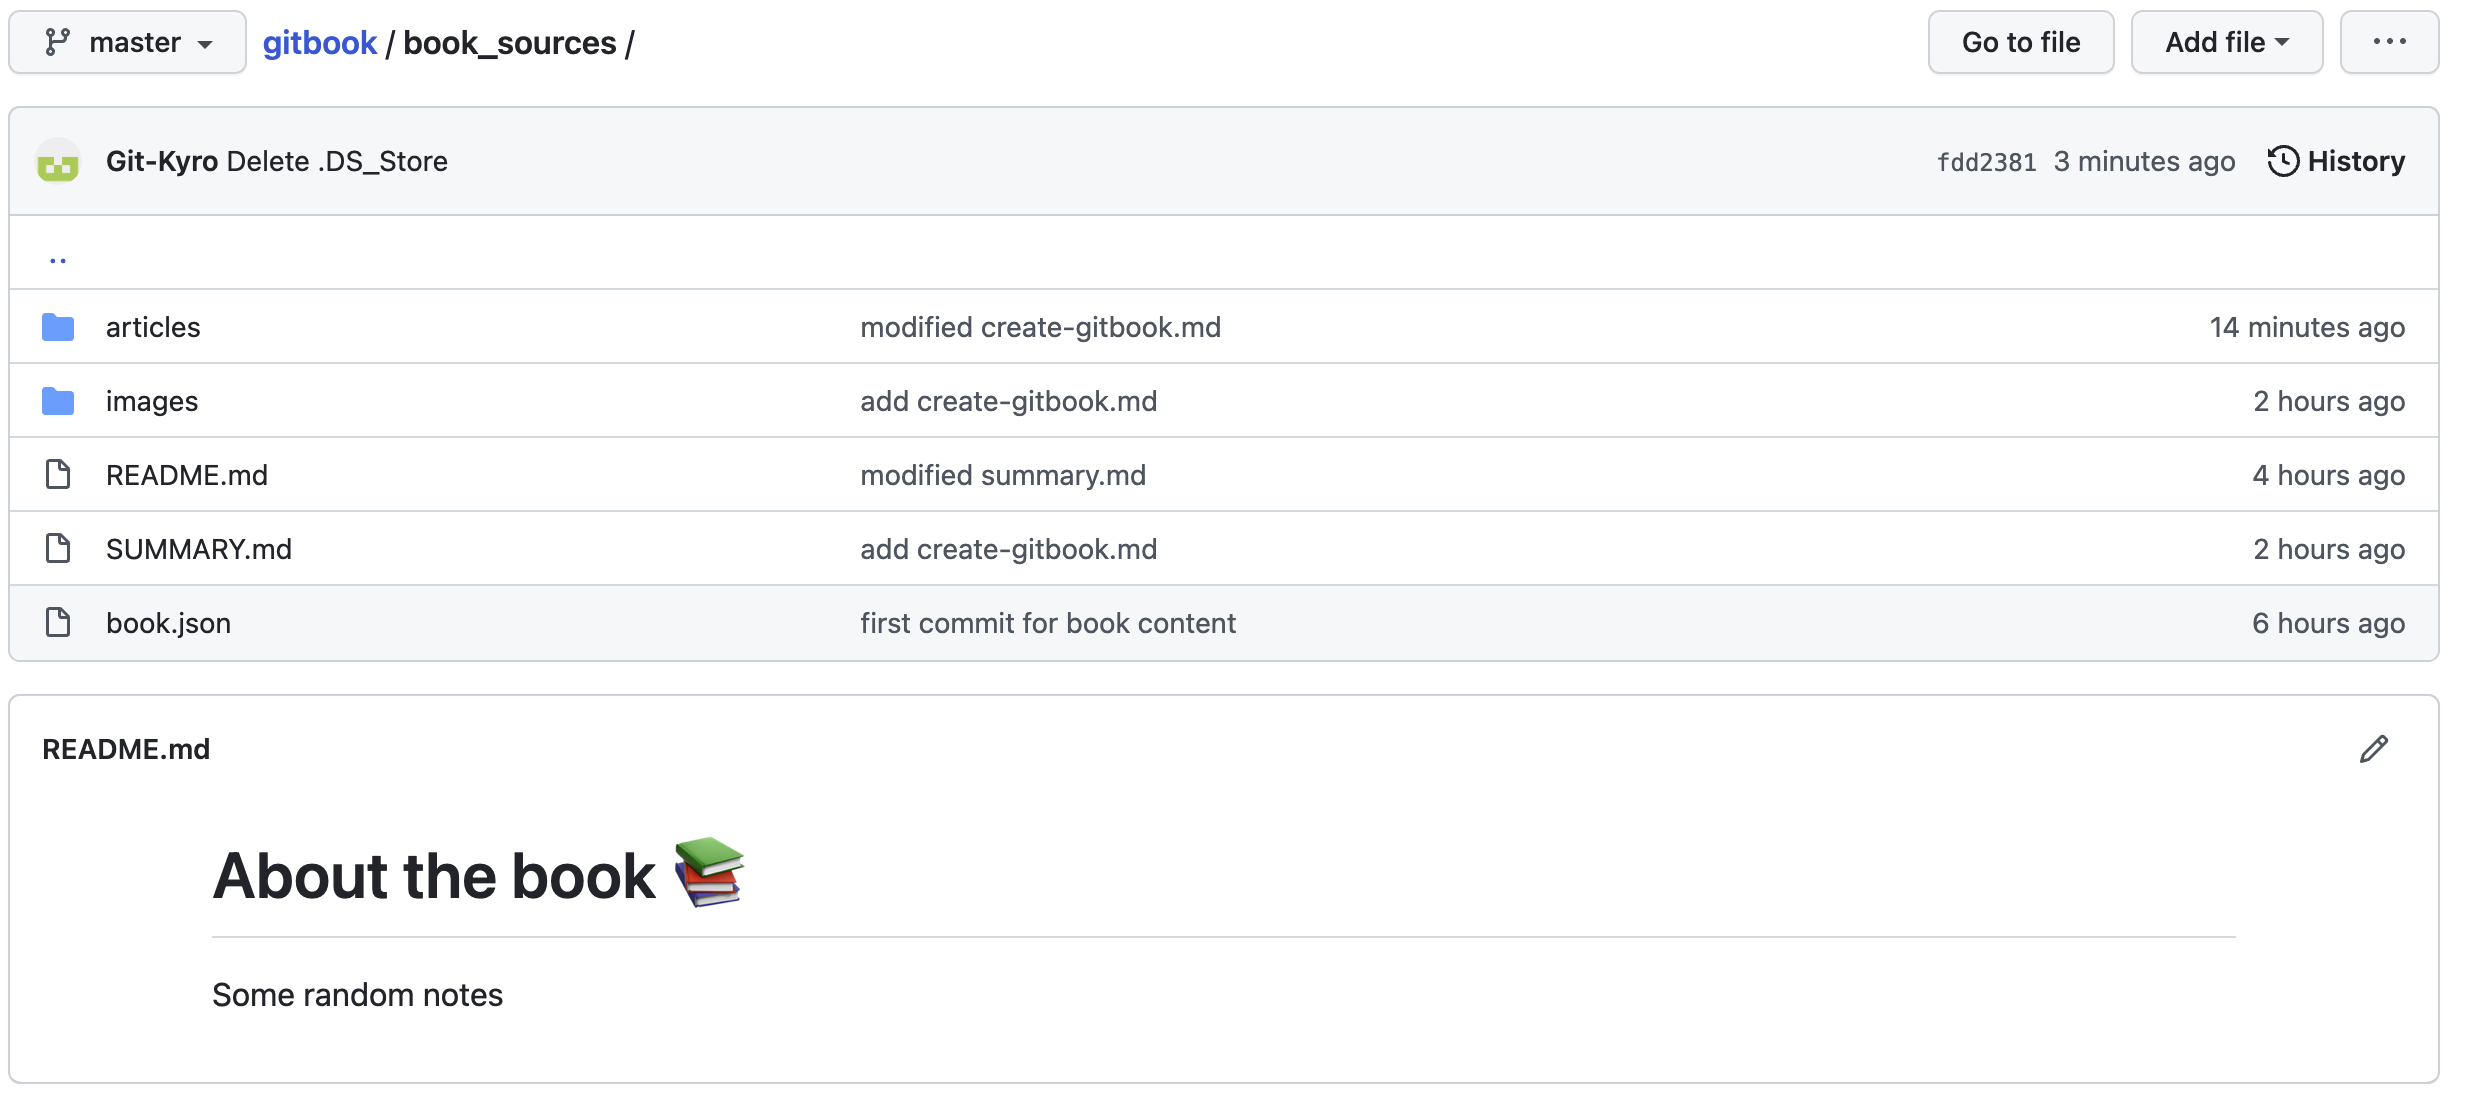 master gitbook / book_sources / Go to file Add file ...
Git-Kyro Delete .DS_Store fdd2381 3 minutes ago History
..
articles modified create-gitbook.md 14 minutes ago
images add create-gitbook.md 2 hours ago
README.md modified summary.md 4 hours ago
SUMMARY.md add create-gitbook.md 2 hours ago
book.json first commit for book content 6 hours ago
README.md
About the book 📚
Some random notes